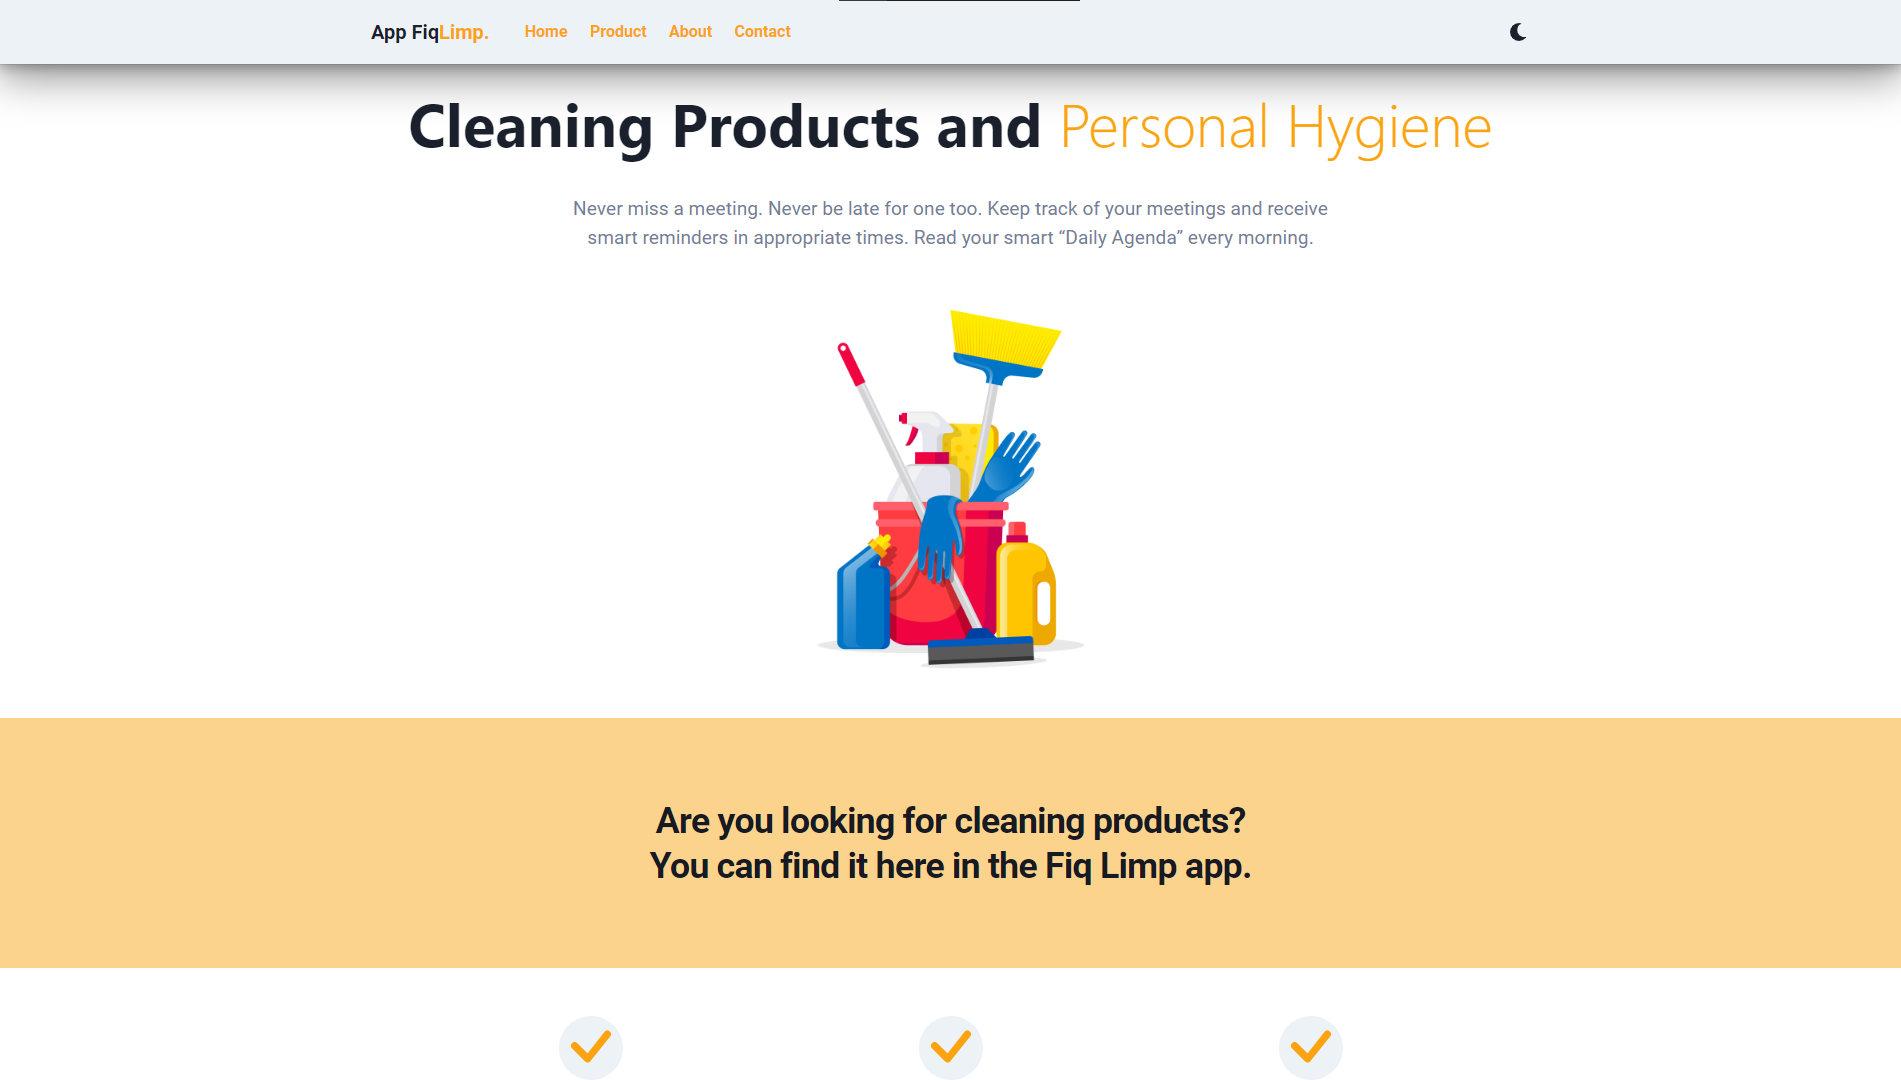 App FiqLimp. Home Product About Contact
Cleaning Products and Personal Hygiene
Never miss a meeting. Never be late for one too. Keep track of your meetings and receive
smart reminders in appropriate times. Read your smart “Daily Agenda” every morning.
Are you looking for cleaning products?
You can find it here in the Fiq Limp app.